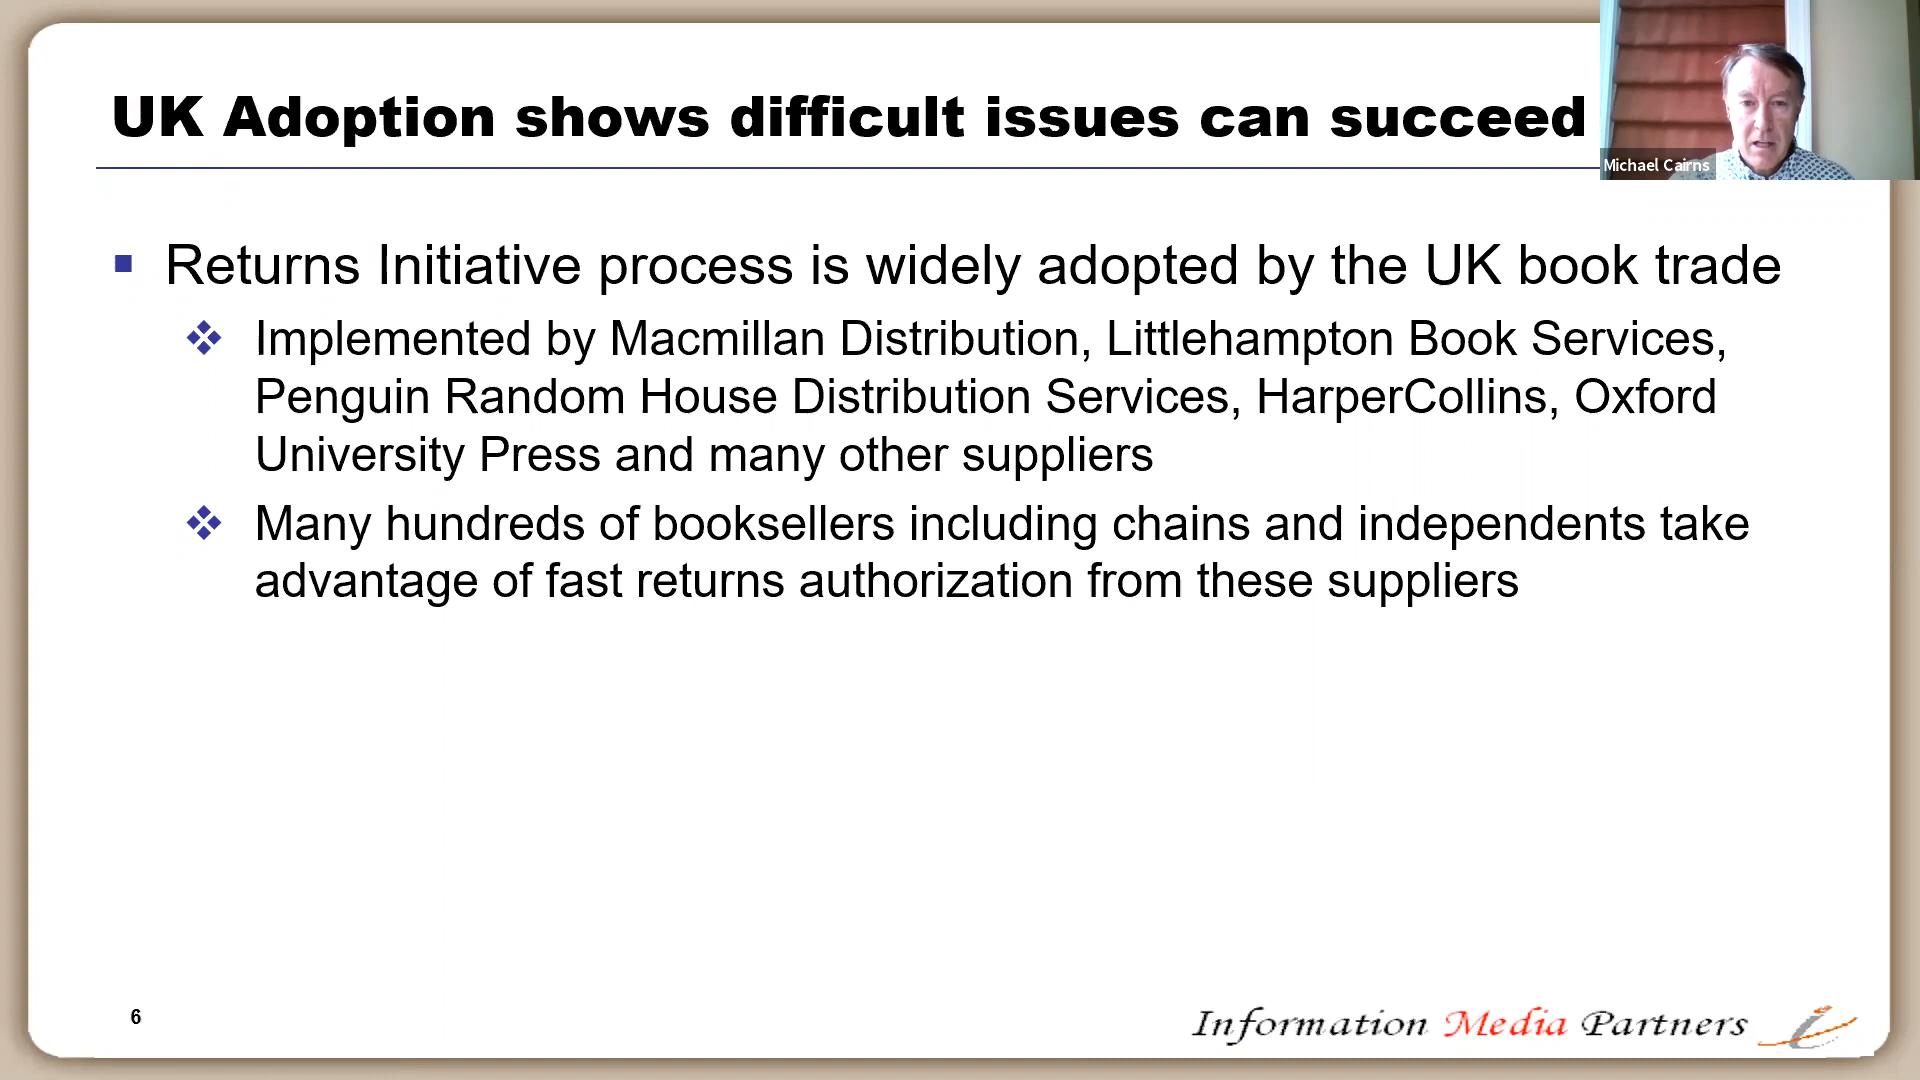 UK Adoption shows difficult issues can succeed
Michael Cairns
Returns Initiative process is widely adopted by the UK book trade
Implemented by Macmillan Distribution, Littlehampton Book Services,
Penguin Random House Distribution Services, HarperCollins, Oxford
University Press and many other suppliers
Many hundreds of booksellers including chains and independents take
advantage of fast returns authorization from these suppliers
6
Information Media Partners